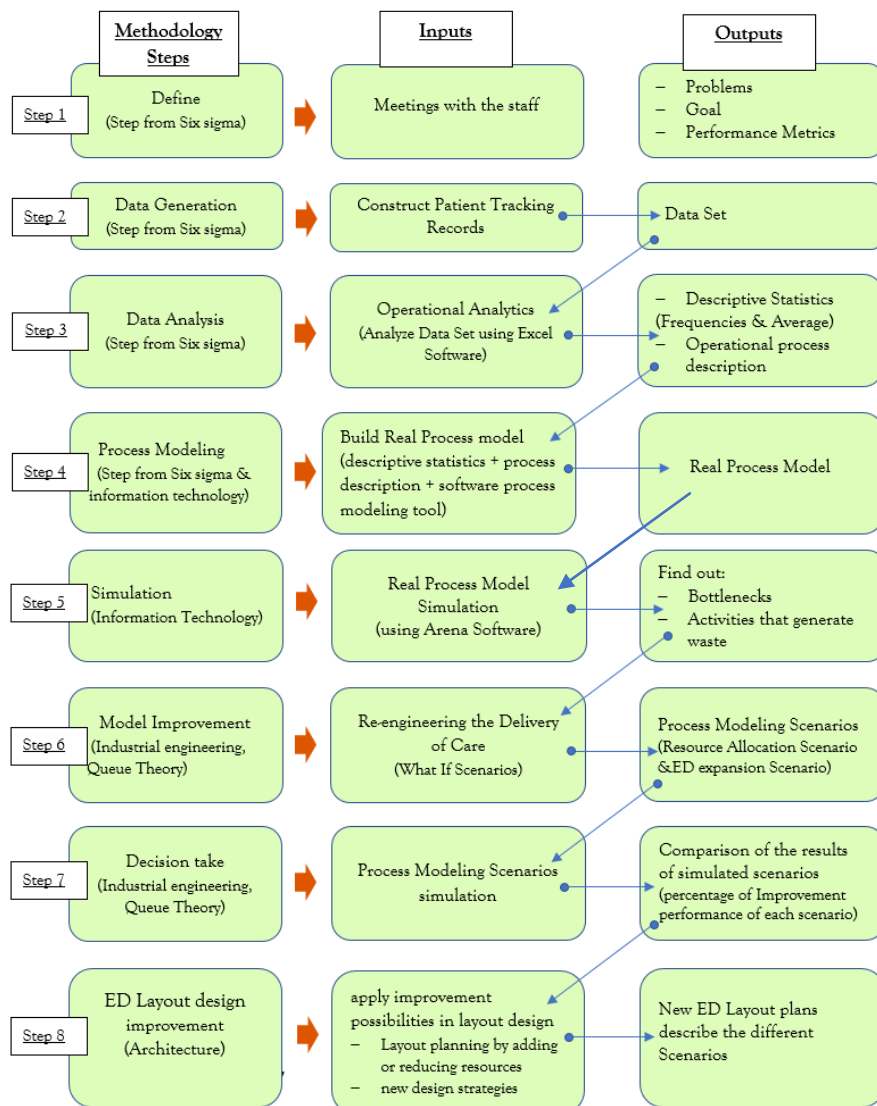 Methodology
Steps
Inputs
Outputs
Step 1
Define
(Step from Six sigma)
Meetings with the staff
– Problems
– Goal
– Performance Metrics
Step 2
Data Generation
(Step from Six sigma)
Construct Patient Tracking
Records
Data Set
Step 3
Data Analysis
(Step from Six sigma)
Operational Analytics
(Analyze Data Set using Excel
Software)
– Descriptive Statistics
(Frequencies & Average)
– Operational process
description
Step 4
Process Modeling
(Step from Six sigma &
information technology)
Build Real Process model
(descriptive statistics + process
description + software process
modeling tool)
Real Process Model
Step 5
Simulation
(Information Technology)
Real Process Model
Simulation
(using Arena Software)
Find out:
– Bottlenecks
– Activities that generate
waste
Step 6
Model Improvement
(Industrial engineering,
Queue Theory)
Re-engineering the Delivery
of Care
(What If Scenarios)
Process Modeling Scenarios
(Resource Allocation Scenario
&ED expansion Scenario)
Step 7
Decision take
(Industrial engineering,
Queue Theory)
Process Modeling Scenarios
simulation
Comparison of the results
of simulated scenarios
(percentage of Improvement
performance of each scenario)
Step 8
ED Layout design
improvement
(Architecture)
apply improvement
possibilities in layout design
– Layout planning by adding
or reducing resources
– new design strategies
New ED Layout plans
describe the different
Scenarios